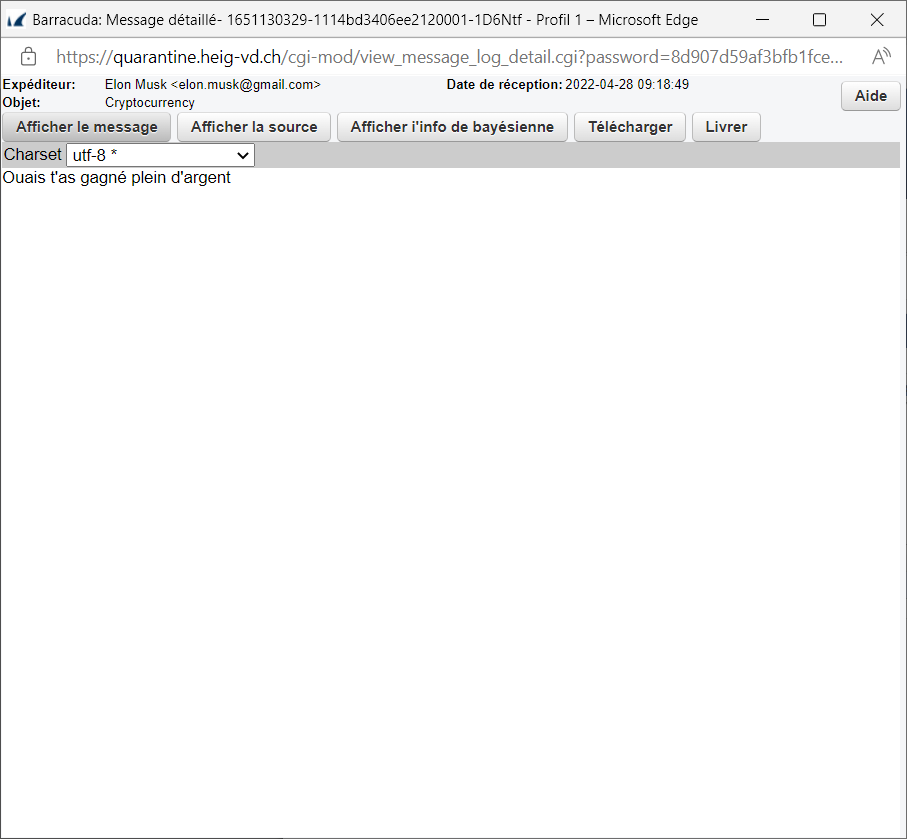 Barracuda: Message détaillé- 1651130329-1114bd3406ee2120001-1D6Ntf - Profil 1 – Microsoft Edge
https://quarantine.heig-vd.ch/cgi-mod/view_message_log_detail.cgi?password=8d907d59af3bfb1fce...
Expéditeur: Elon Musk <elon.musk@gmail.com> Date de réception: 2022-04-28 09:18:49
Objet: Cryptocurrency
Aide
Afficher le message Afficher la source Afficher i'info de bayésienne Télécharger Livrer
Charset utf-8 *
Ouais t'as gagné plein d'argent